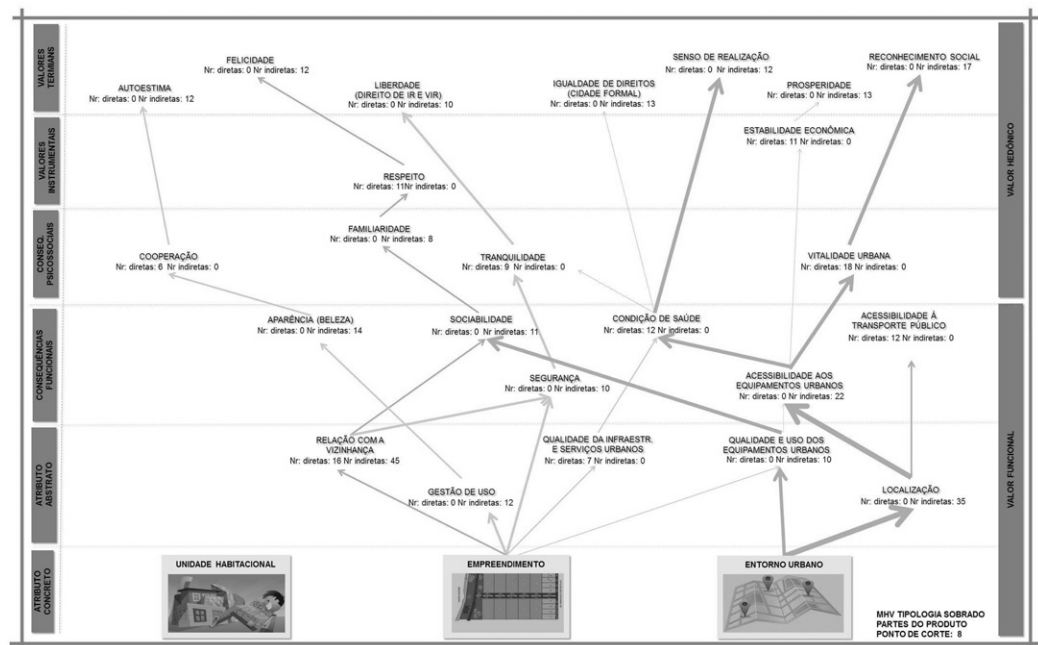 VALORES
TERMIANS
FELICIDADE
Nr: diretas: 0 Nr indiretas: 12
AUTOESTIMA
Nr: diretas: 0 Nr indiretas: 12
LIBERDADE
(DIREITO DE IR E VIR)
Nr: diretas: 0 Nr indiretas: 10
IGUALDADE DE DIREITOS
(CIDADE FORMAL)
Nr: diretas: 0 Nr indiretas: 13
SENSO DE REALIZAÇÃO
Nr: diretas: 0 Nr indiretas: 12
PROSPERIDADE
Nr: diretas: 0 Nr indiretas: 13
RECONHECIMENTO SOCIAL
Nr: diretas: 0 Nr indiretas: 17
VALORES
INSTRUMENTAIS
RESPEITO
Nr: diretas: 11Nr indiretas: 0
ESTABILIDADE ECONÔMICA
Nr: diretas: 11 Nr indiretas: 0
VALOR HEDÔNICO
CONSEQ.
PSICOSSOCIAIS
COOPERAÇÃO
Nr: diretas: 6 Nr indiretas: 0
FAMILIARIDADE
Nr: diretas: 0 Nr indiretas: 8
TRANQUILIDADE
Nr: diretas: 9 Nr indiretas: 0
VITALIDADE URBANA
Nr: diretas: 18 Nr indiretas: 0
CONSEQUÊNCIAS
FUNCIONAIS
APARÊNCIA (BELEZA)
Nr: diretas: 0 Nr indiretas: 14
SOCIABILIDADE
Nr: diretas: 0 Nr indiretas: 11
CONDIÇÃO DE SAÚDE
Nr: diretas: 12 Nr indiretas: 0
ACESSIBILIDADE À
TRANSPORTE PÚBLICO
Nr: diretas: 12 Nr indiretas: 0
SEGURANÇA
Nr: diretas: 0 Nr indiretas: 10
ACESSIBILIDADE AOS
EQUIPAMENTOS URBANOS
Nr: diretas: 0 Nr indiretas: 22
ATRIBUTO
ABSTRATO
RELAÇÃO COM A
VIZINHANÇA
Nr: diretas: 16 Nr indiretas: 45
QUALIDADE DA INFRAESTR.
E SERVIÇOS URBANOS
Nr: diretas: 7 Nr indiretas: 0
QUALIDADE E USO DOS
EQUIPAMENTOS URBANOS
Nr: diretas: 0 Nr indiretas: 10
GESTÃO DE USO
Nr: diretas: 0 Nr indiretas: 12
LOCALIZAÇÃO
Nr: diretas: 0 Nr indiretas: 35
VALOR FUNCIONAL
ATRIBUTO
CONCRETO
UNIDADE HABITACIONAL
EMPREENDIMENTO
ENTORNO URBANO
MHV TIPOLOGIA SOBRADO
PARTES DO PRODUTO
PONTO DE CORTE: 8